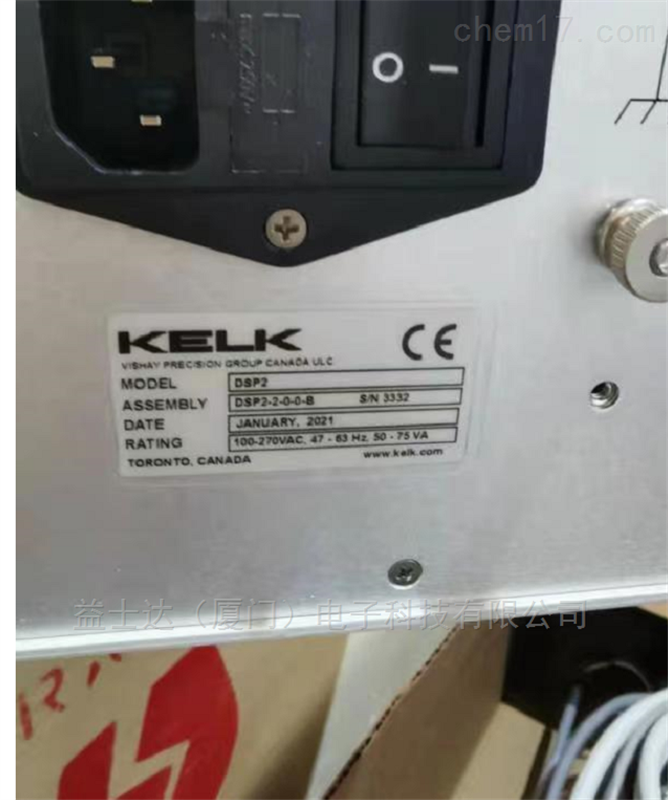 chem17.com
O I
KELK
CE
VISHAY PRECISION GROUP CANADA ULC
MODEL DSP2
ASSEMBLY DSP2-2-0-0-B S/N 3332
DATE JANUARY, 2021
RATING 100-270VAC, 47 - 63 Hz, 50 - 75 VA
TORONTO, CANADA www.kelk.com
益士达（厦门）电子科技有限公司